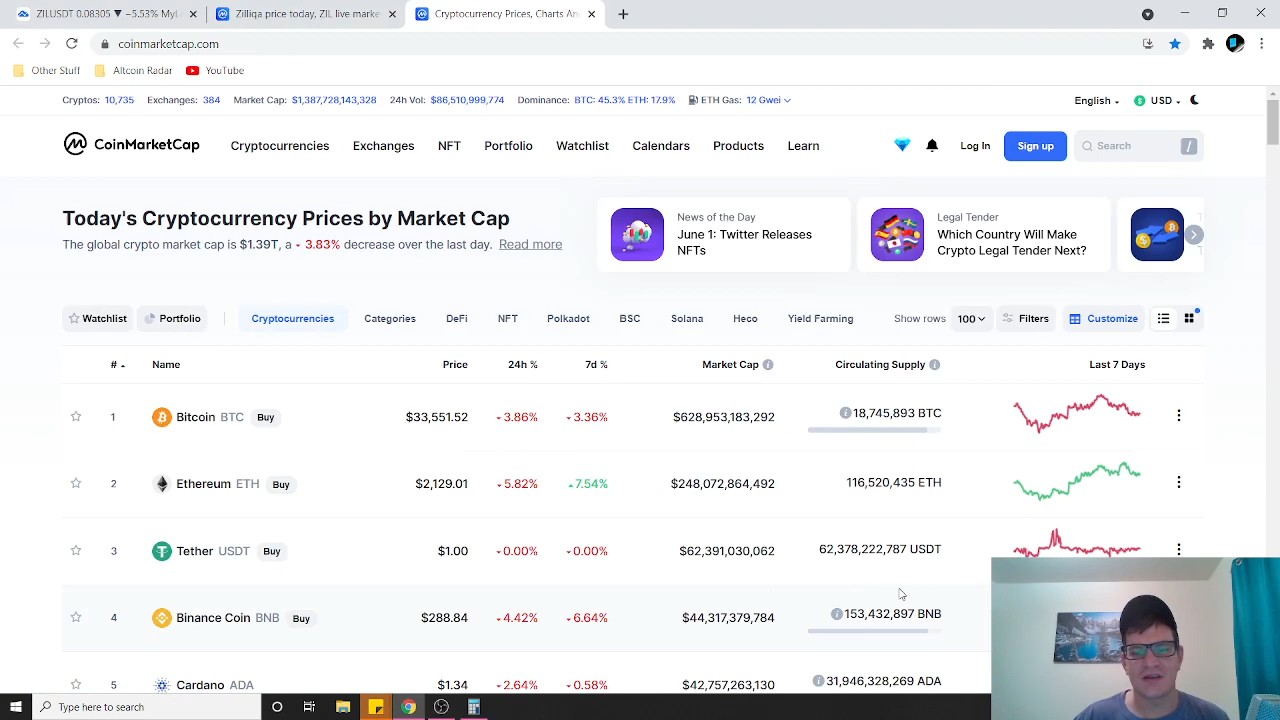 ZILUSDT 0.08305 ▼ −5.53% MyLi
Zilliqa price today, ZIL live market
Cryptocurrency Prices, Charts An
coinmarketcap.com
Other Stuff Altcoin Radar YouTube
Cryptos: 10,735 Exchanges: 384 Market Cap: $1,387,728,143,328 24h Vol: $86,510,999,774 Dominance: BTC: 45.3% ETH: 17.9% ETH Gas: 12 Gwei English USD
CoinMarketCap Cryptocurrencies Exchanges NFT Portfolio Watchlist Calendars Products Learn Log In Sign up Search /
Today's Cryptocurrency Prices by Market Cap
The global crypto market cap is $1.39T, a 3.83% decrease over the last day. Read more
News of the Day
June 1: Twitter Releases
NFTs
Legal Tender
Which Country Will Make
Crypto Legal Tender Next?
Watchlist Portfolio Cryptocurrencies Categories DeFi NFT Polkadot BSC Solana Heco Yield Farming Show rows 100 Filters Customize
# Name Price 24h % 7d % Market Cap Circulating Supply Last 7 Days
1 Bitcoin BTC Buy $33,551.52 3.86% 3.36% $628,953,183,292 18,745,893 BTC
2 Ethereum ETH Buy $2,129.01 5.82% 7.54% $248,072,864,492 116,520,435 ETH
3 Tether USDT Buy $1.00 0.00% 0.00% $62,391,030,062 62,378,222,787 USDT
4 Binance Coin BNB Buy $288.84 4.42% 6.64% $44,317,379,784 153,432,897 BNB
5 Cardano ADA $1.34 2.64% 0.58% $42,757,263,130 31,946,328,269 ADA
Type here to search